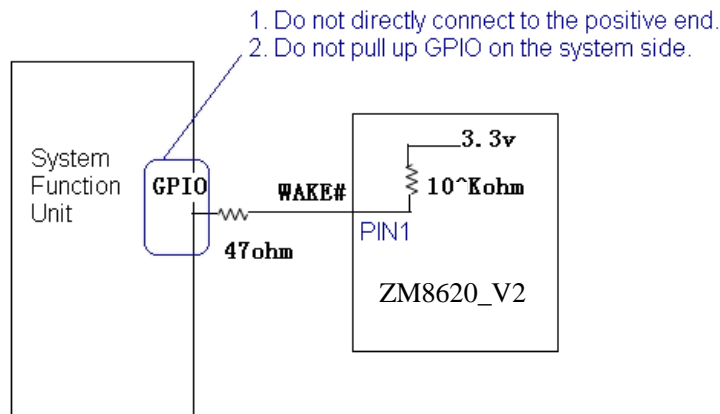 1. Do not directly connect to the positive end.
2. Do not pull up GPIO on the system side.
System
Function
Unit
GPIO
WAKE#
47ohm
3.3v
10^Kohm
PIN1
ZM8620_V2